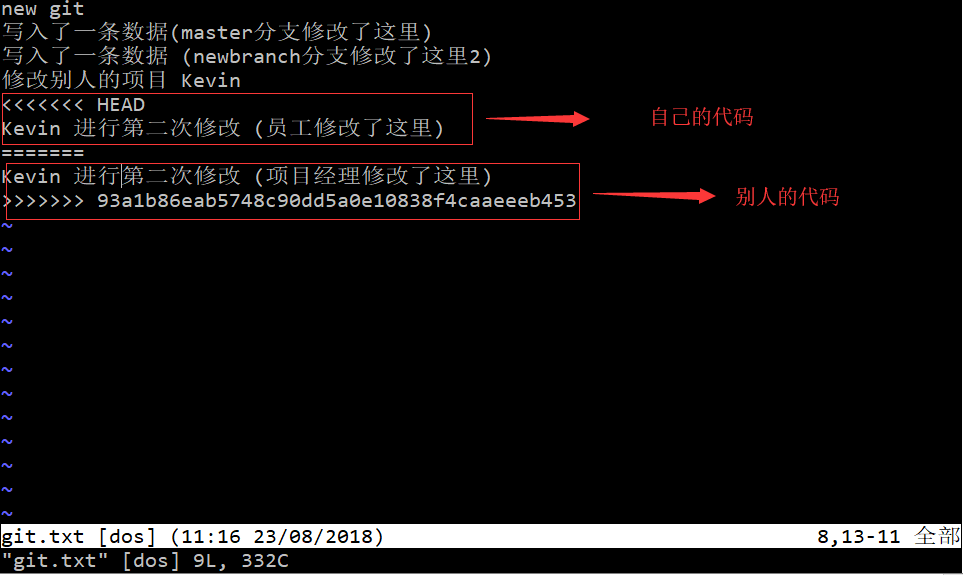 new git
写入了一条数据(master分支修改了这里)
写入了一条数据 (newbranch分支修改了这里2)
修改别人的项目 Kevin
<<<<<<< HEAD
Kevin 进行第二次修改 (员工修改了这里)
自己的代码
=======
Kevin 进行第二次修改 (项目经理修改了这里)
>>>>>>> 93a1b86eab5748c90dd5a0e10838f4caaeeeb453
别人的代码
~
~
~
~
~
~
~
~
~
~
~
~
~
git.txt [dos] (11:16 23/08/2018) 8,13-11 全部
"git.txt" [dos] 9L, 332C